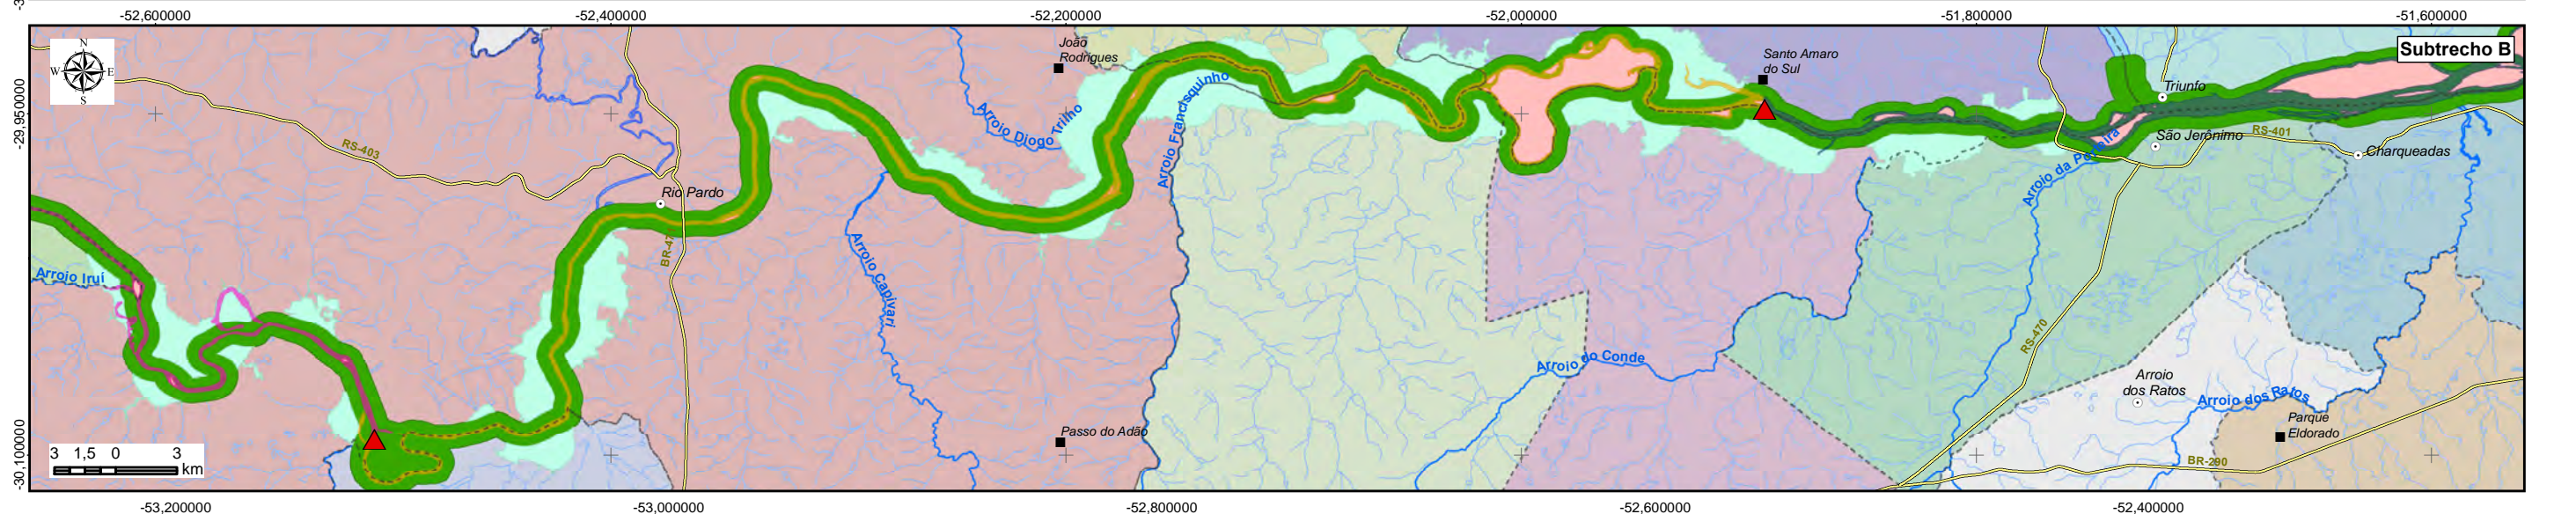 -52,600000
-52,400000
-52,200000
-52,000000
-51,800000
-51,600000
Subtrecho B
N
W
E
S
João
Rodrigues
Santo Amaro
do Sul
Triunfo
-29,950000
Arroio Diogo Trilho
Arroio Francisquinho
RS-403
São Jerônimo
RS-401
Charqueadas
Arroio da Porteira
Rio Pardo
BR-47
Arroio Iruí
Arroio Capivari
Arroio do Conde
RS-470
Arroio
dos Ratos
Arroio dos Ratos
Parque
Eldorado
Passo do Adão
BR-290
-30,100000
3 1,5 0 3
km
-53,200000
-53,000000
-52,800000
-52,600000
-52,400000